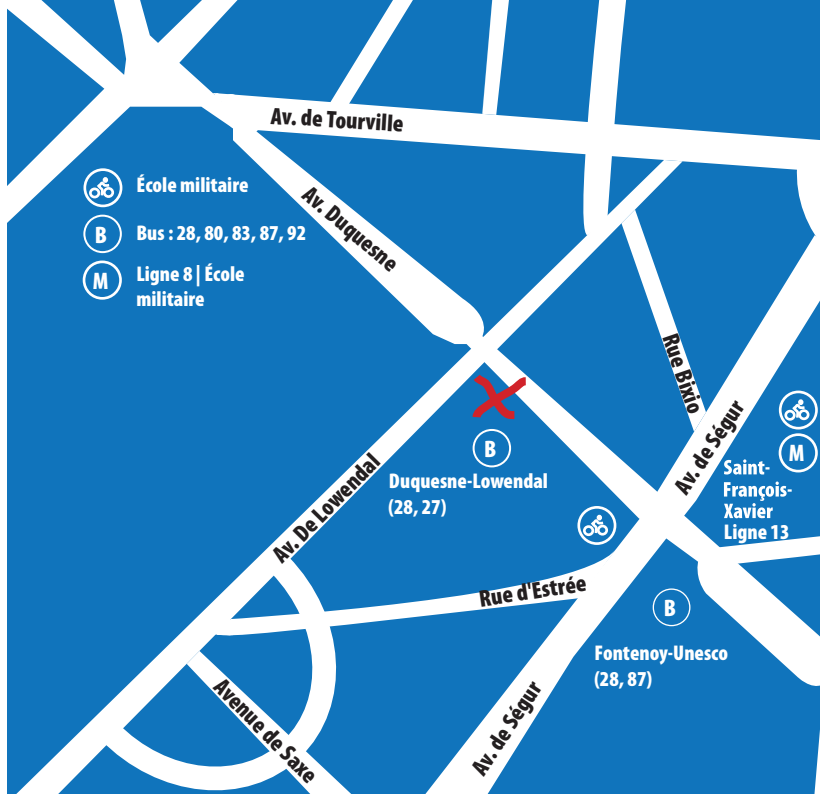 Av. de Tourville
École militaire
B
Bus : 28, 80, 83, 87, 92
M
Ligne 8 | École
militaire
Av. Duquesne
Rue Bixio
Av. de Ségur
M
Saint-
François-
Xavier
Ligne 13
B
Duquesne-Lowendal
(28, 27)
Av. De Lowendal
Rue d'Estrée
B
Fontenoy-Unesco
(28, 87)
Avenue de Saxe
Av. de Ségur